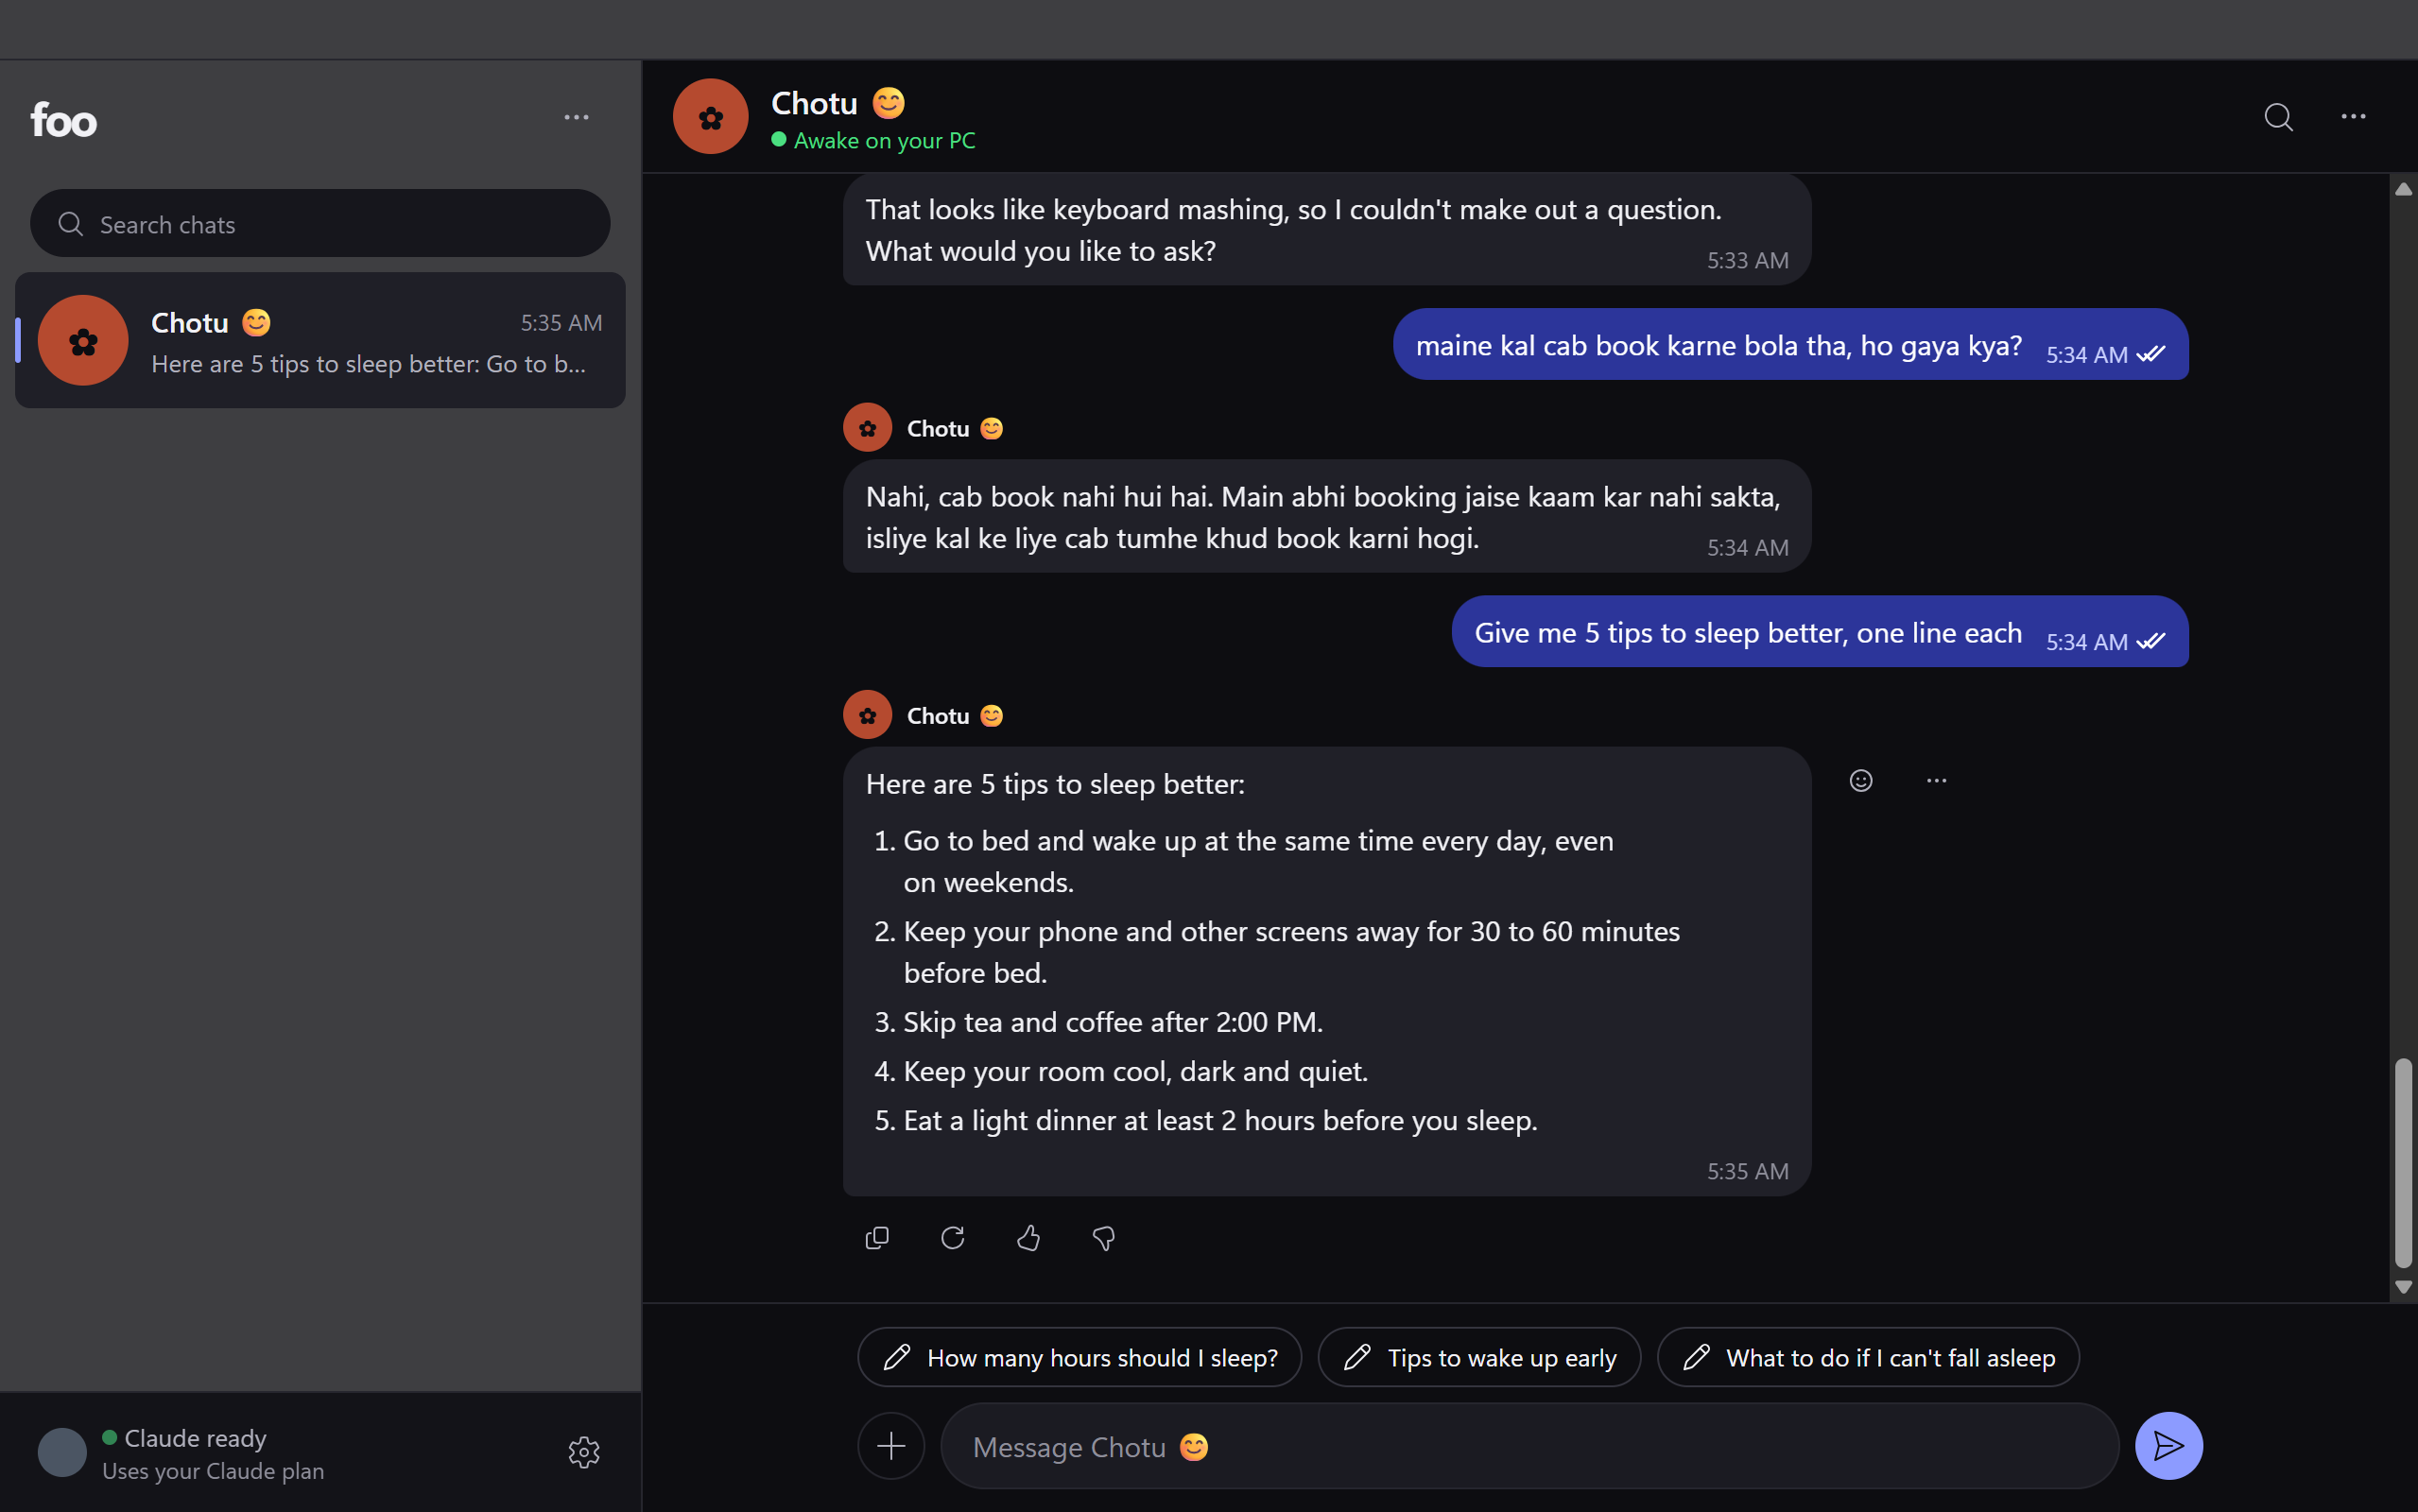 foo
Search chats
Chotu 😊
5:35 AM
Here are 5 tips to sleep better: Go to b...
Claude ready
Uses your Claude plan
Chotu 😊
Awake on your PC
That looks like keyboard mashing, so I couldn't make out a question.
What would you like to ask?
5:33 AM
maine kal cab book karne bola tha, ho gaya kya?
5:34 AM
Chotu 😊
Nahi, cab book nahi hui hai. Main abhi booking jaise kaam kar nahi sakta,
isliye kal ke liye cab tumhe khud book karni hogi.
5:34 AM
Give me 5 tips to sleep better, one line each
5:34 AM
Chotu 😊
Here are 5 tips to sleep better:
1. Go to bed and wake up at the same time every day, even
on weekends.
2. Keep your phone and other screens away for 30 to 60 minutes
before bed.
3. Skip tea and coffee after 2:00 PM.
4. Keep your room cool, dark and quiet.
5. Eat a light dinner at least 2 hours before you sleep.
5:35 AM
How many hours should I sleep?
Tips to wake up early
What to do if I can't fall asleep
Message Chotu 😊